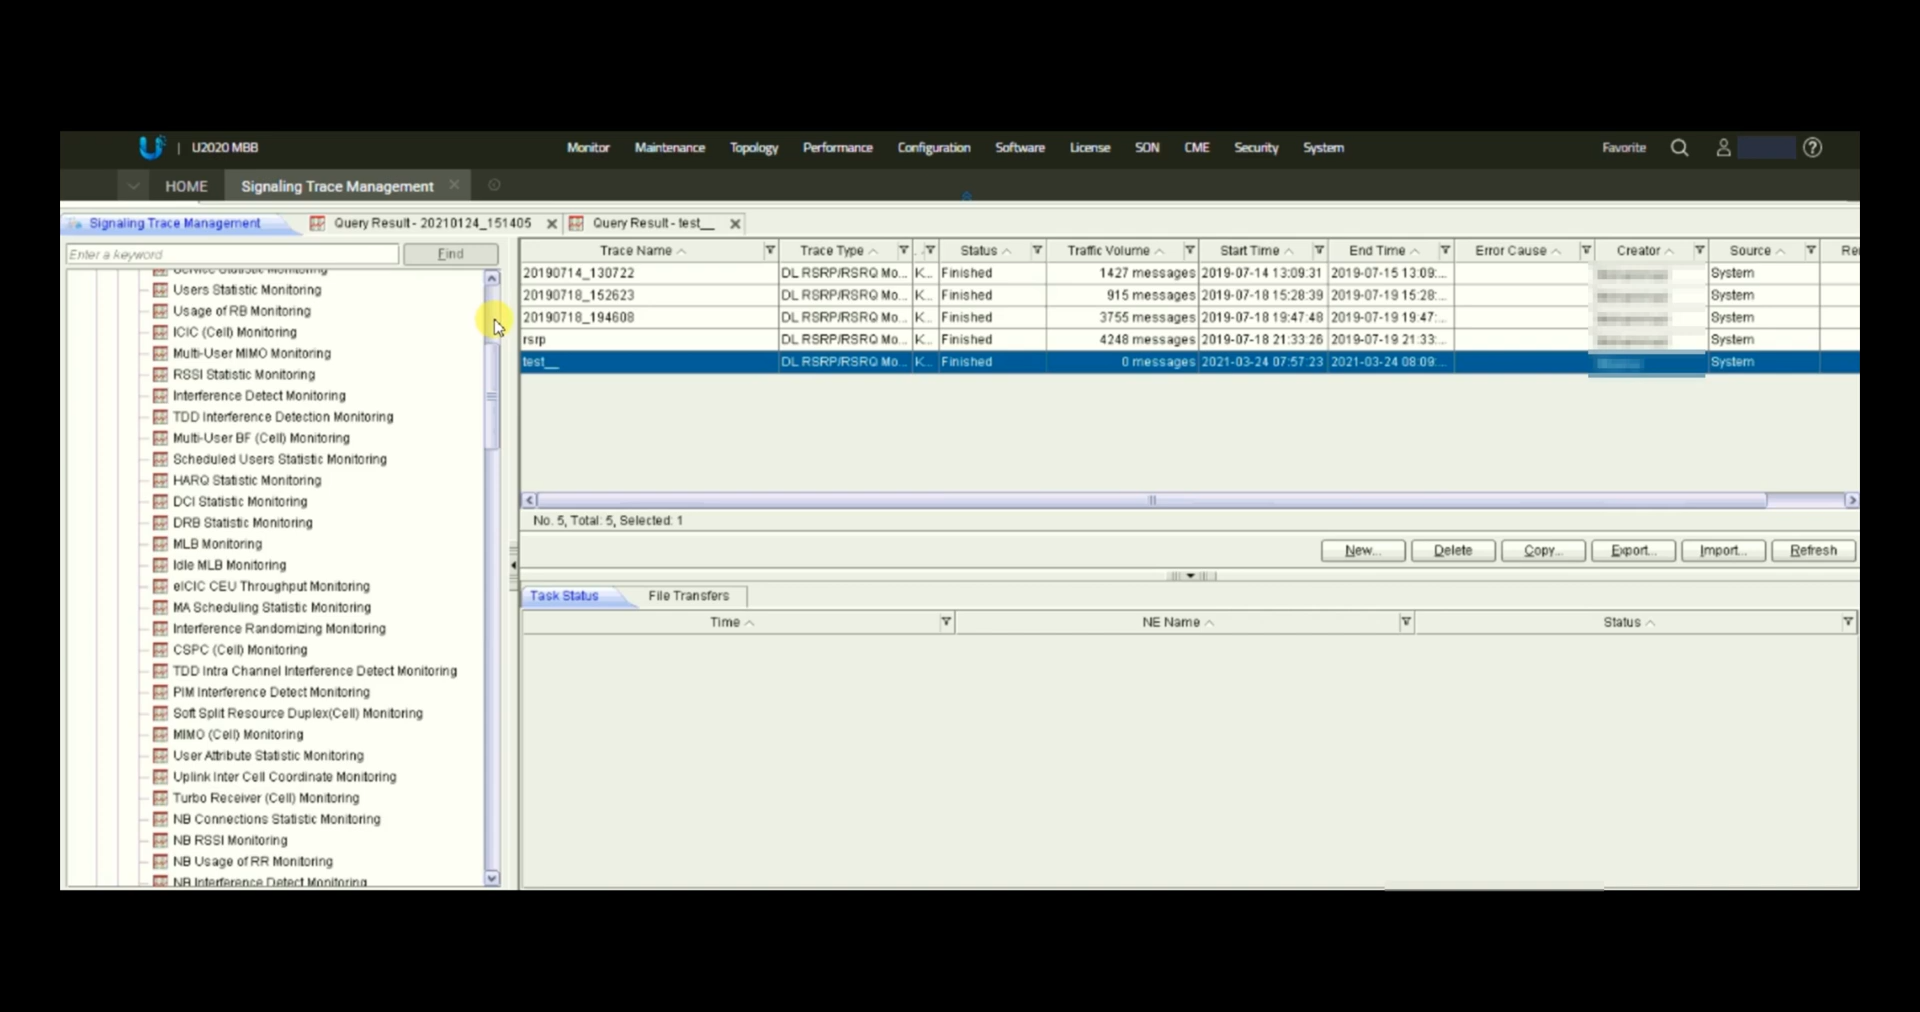 U2020 MBB Monitor Maintenance Topology Performance Configuration Software License SON CME Security System Favorite
HOME Signaling Trace Management
Signaling Trace Management Query Result - 20210124_151405 Query Result - test__
Enter a keyword Find
Service Statistic Monitoring
Users Statistic Monitoring
Usage of RB Monitoring
ICIC (Cell) Monitoring
Multi-User MIMO Monitoring
RSSI Statistic Monitoring
Interference Detect Monitoring
TDD Interference Detection Monitoring
Multi-User BF (Cell) Monitoring
Scheduled Users Statistic Monitoring
HARQ Statistic Monitoring
DCI Statistic Monitoring
DRB Statistic Monitoring
MLB Monitoring
Idle MLB Monitoring
eICIC CEU Throughput Monitoring
MA Scheduling Statistic Monitoring
Interference Randomizing Monitoring
CSPC (Cell) Monitoring
TDD Intra Channel Interference Detect Monitoring
PIM Interference Detect Monitoring
Soft Split Resource Duplex(Cell) Monitoring
MIMO (Cell) Monitoring
User Attribute Statistic Monitoring
Uplink Inter Cell Coordinate Monitoring
Turbo Receiver (Cell) Monitoring
NB Connections Statistic Monitoring
NB RSSI Monitoring
NB Usage of RR Monitoring
NB Interference Detect Monitoring
Trace Name Trace Type .. Status Traffic Volume Start Time End Time Error Cause Creator Source Re
20190714_130722 DL RSRP/RSRQ Mo... K... Finished 1427 messages 2019-07-14 13:09:31 2019-07-15 13:09:... System
20190718_152623 DL RSRP/RSRQ Mo... K... Finished 915 messages 2019-07-18 15:28:39 2019-07-19 15:28:... System
20190718_194608 DL RSRP/RSRQ Mo... K... Finished 3755 messages 2019-07-18 19:47:48 2019-07-19 19:47:... System
rsrp DL RSRP/RSRQ Mo... K... Finished 4248 messages 2019-07-18 21:33:26 2019-07-19 21:33:... System
test__ DL RSRP/RSRQ Mo... K... Finished 0 messages 2021-03-24 07:57:23 2021-03-24 08:09:... System
No. 5, Total: 5, Selected: 1
New... Delete Copy... Export... Import... Refresh
Task Status File Transfers
Time NE Name Status